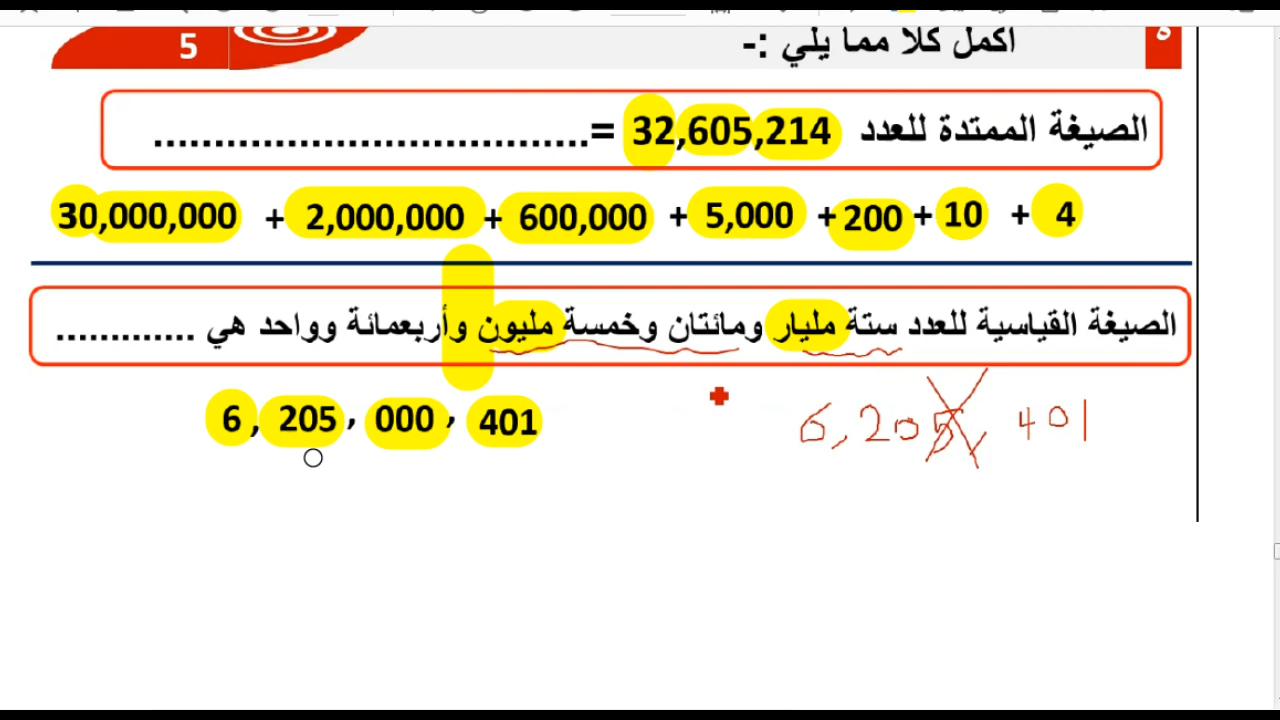 5 أكمل كلا مما يلي :-
الصيغة الممتدة للعدد 32,605,214 = ....................................
30,000,000 + 2,000,000 + 600,000 + 5,000 + 200 + 10 + 4
الصيغة القياسية للعدد ستة مليار ومائتان وخمسة مليون وأربعمائة وواحد هي .............
6, 205, 000, 401
6, 205, 401